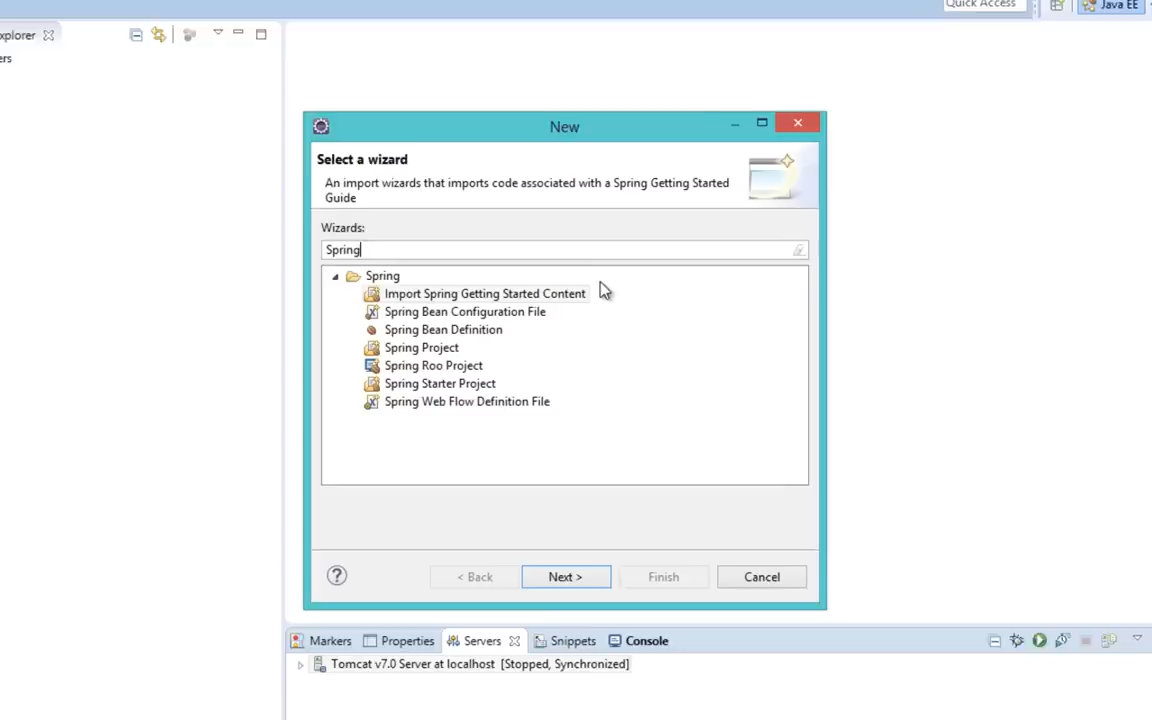 Quick Access
Java EE
xplorer
ers
New
Select a wizard
An import wizards that imports code associated with a Spring Getting Started
Guide
Wizards:
Spring
Spring
Import Spring Getting Started Content
Spring Bean Configuration File
Spring Bean Definition
Spring Project
Spring Roo Project
Spring Starter Project
Spring Web Flow Definition File
?
< Back
Next >
Finish
Cancel
Markers
Properties
Servers
Snippets
Console
Tomcat v7.0 Server at localhost [Stopped, Synchronized]